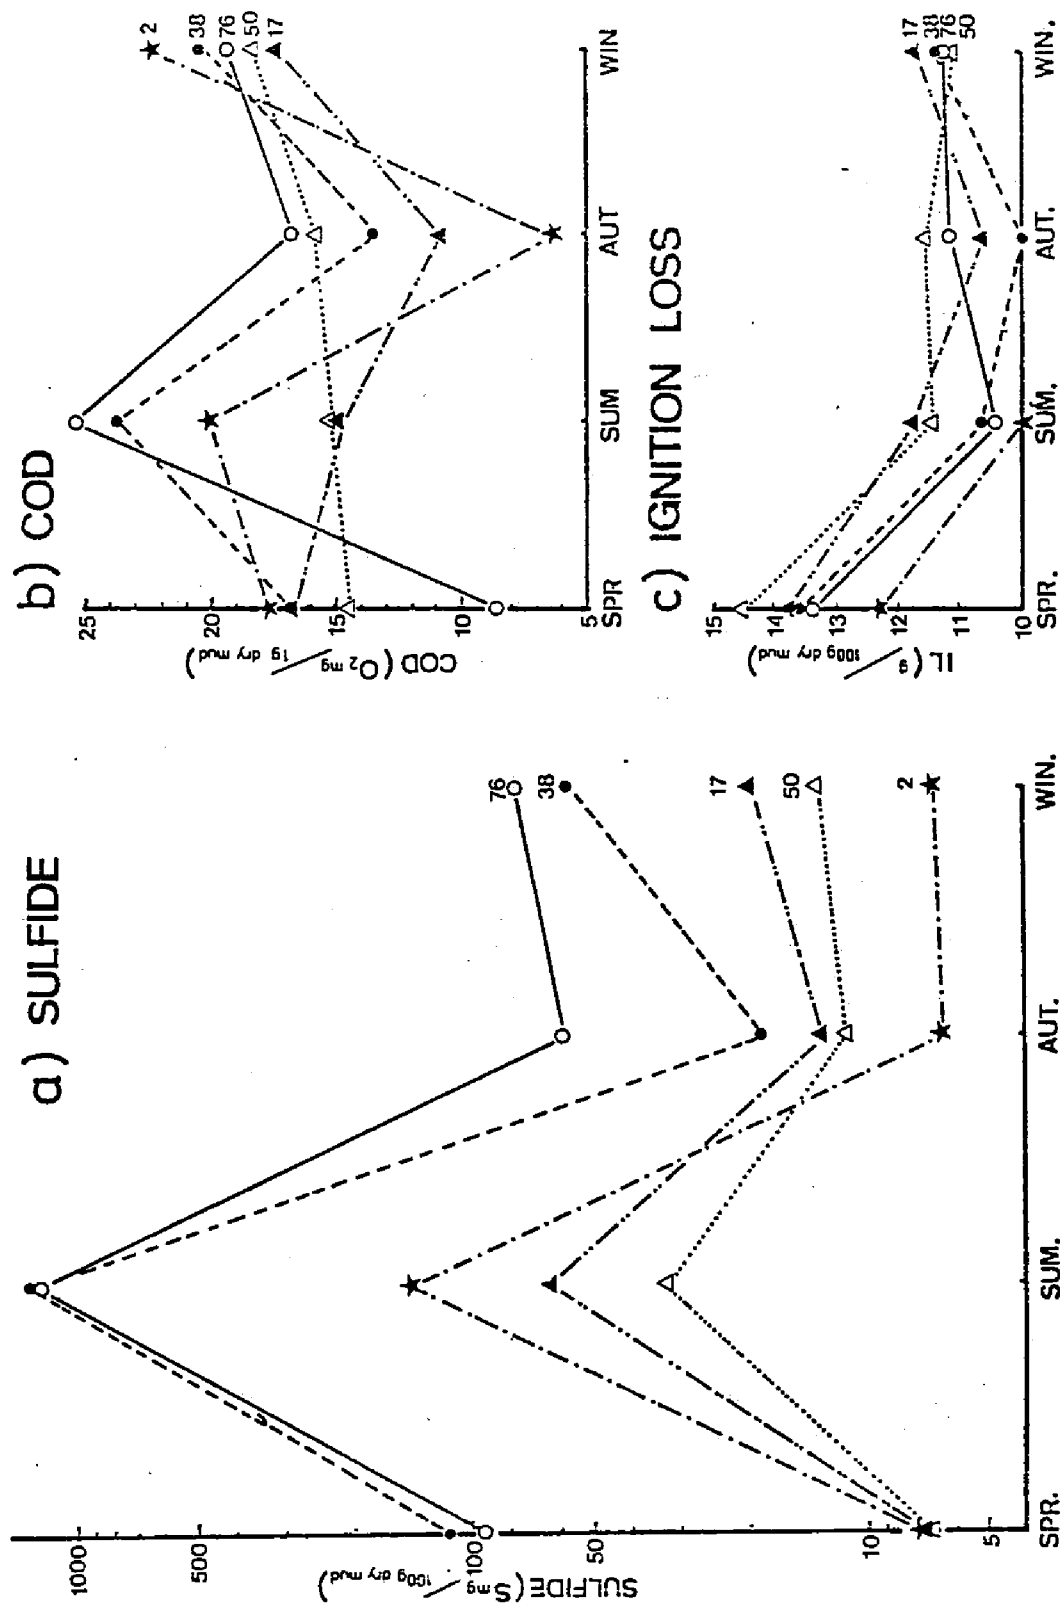 a) SULFIDE
1000
500
100
50
10
5
SULFIDE (S mg/100g dry mud)
SPR.
SUM.
AUT.
WIN.
76
38
17
50
2
b) COD
25
20
15
10
5
COD (O2 mg/1g dry mud)
SPR
SUM
AUT
WIN
2
38
76
50
17
c) IGNITION LOSS
15
14
13
12
11
10
IL (g/100g dry mud)
SPR.
SUM.
AUT.
WIN.
17
38
76
50